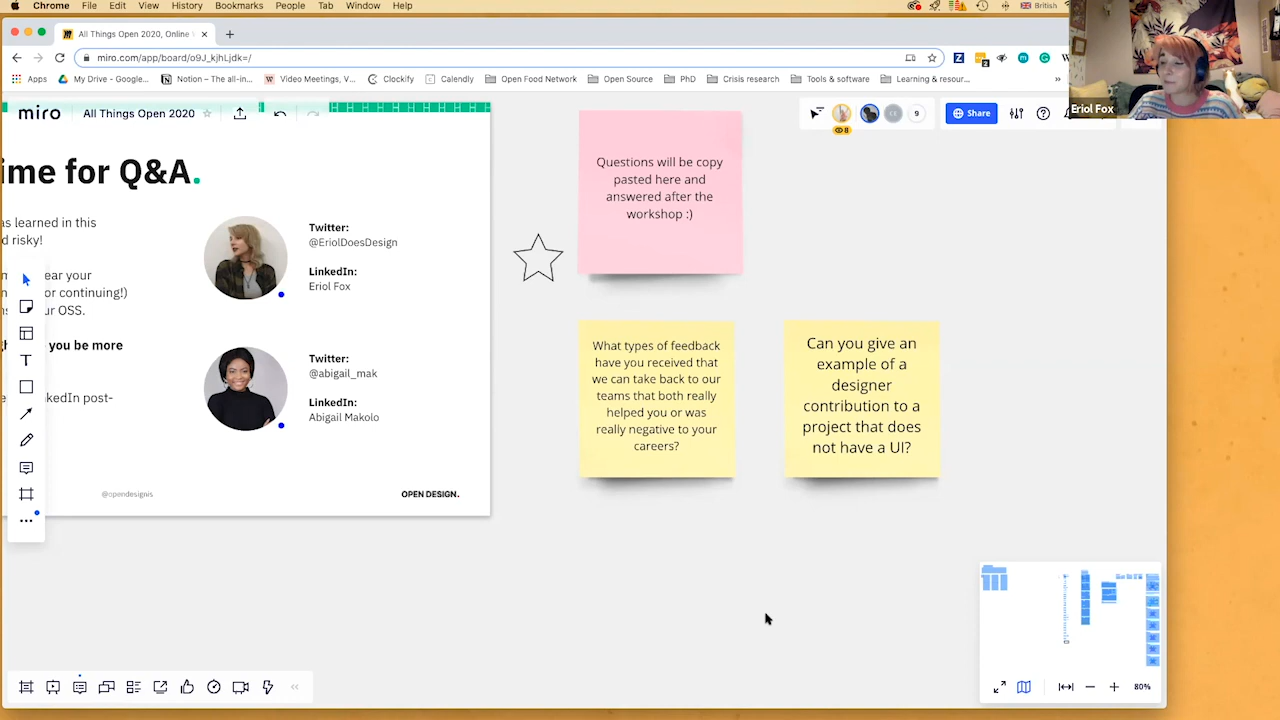 Chrome File Edit View History Bookmarks People Tab Window Help
British
All Things Open 2020, Online
miro.com/app/board/o9J_kjhLjdk=/
Apps My Drive - Google... Notion – The all-in... Video Meetings, V... Clockify Calendly Open Food Network Open Source PhD Crisis research Tools & software Learning & resour... »
Eriol Fox
miro All Things Open 2020
9
8
Share
ime for Q&A.
as learned in this
d risky!
ear your
or continuing!)
ur OSS.
you be more
kedIn post-
Twitter:
@EriolDoesDesign
LinkedIn:
Eriol Fox
Twitter:
@abigail_mak
LinkedIn:
Abigail Makolo
@opendesignis
OPEN DESIGN.
Questions will be copy
pasted here and
answered after the
workshop :)
What types of feedback
have you received that
we can take back to our
teams that both really
helped you or was
really negative to your
careers?
Can you give an
example of a
designer
contribution to a
project that does
not have a UI?
80%